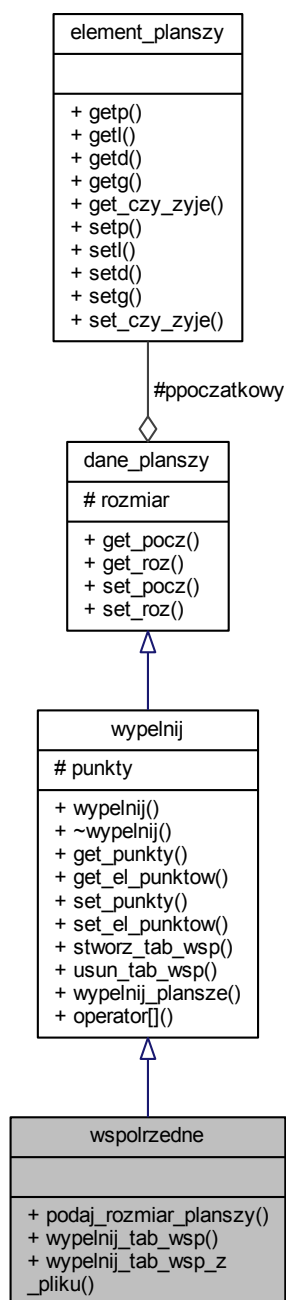 element_planszy
+ getp()
+ getl()
+ getd()
+ getg()
+ get_czy_zyje()
+ setp()
+ setl()
+ setd()
+ setg()
+ set_czy_zyje()
#ppoczatkowy
dane_planszy
# rozmiar
+ get_pocz()
+ get_roz()
+ set_pocz()
+ set_roz()
wypelnij
# punkty
+ wypelnij()
+ ~wypelnij()
+ get_punkty()
+ get_el_punktow()
+ set_punkty()
+ set_el_punktow()
+ stworz_tab_wsp()
+ usun_tab_wsp()
+ wypelnij_plansze()
+ operator[]()
wspolrzedne
+ podaj_rozmiar_planszy()
+ wypelnij_tab_wsp()
+ wypelnij_tab_wsp_z
_pliku()